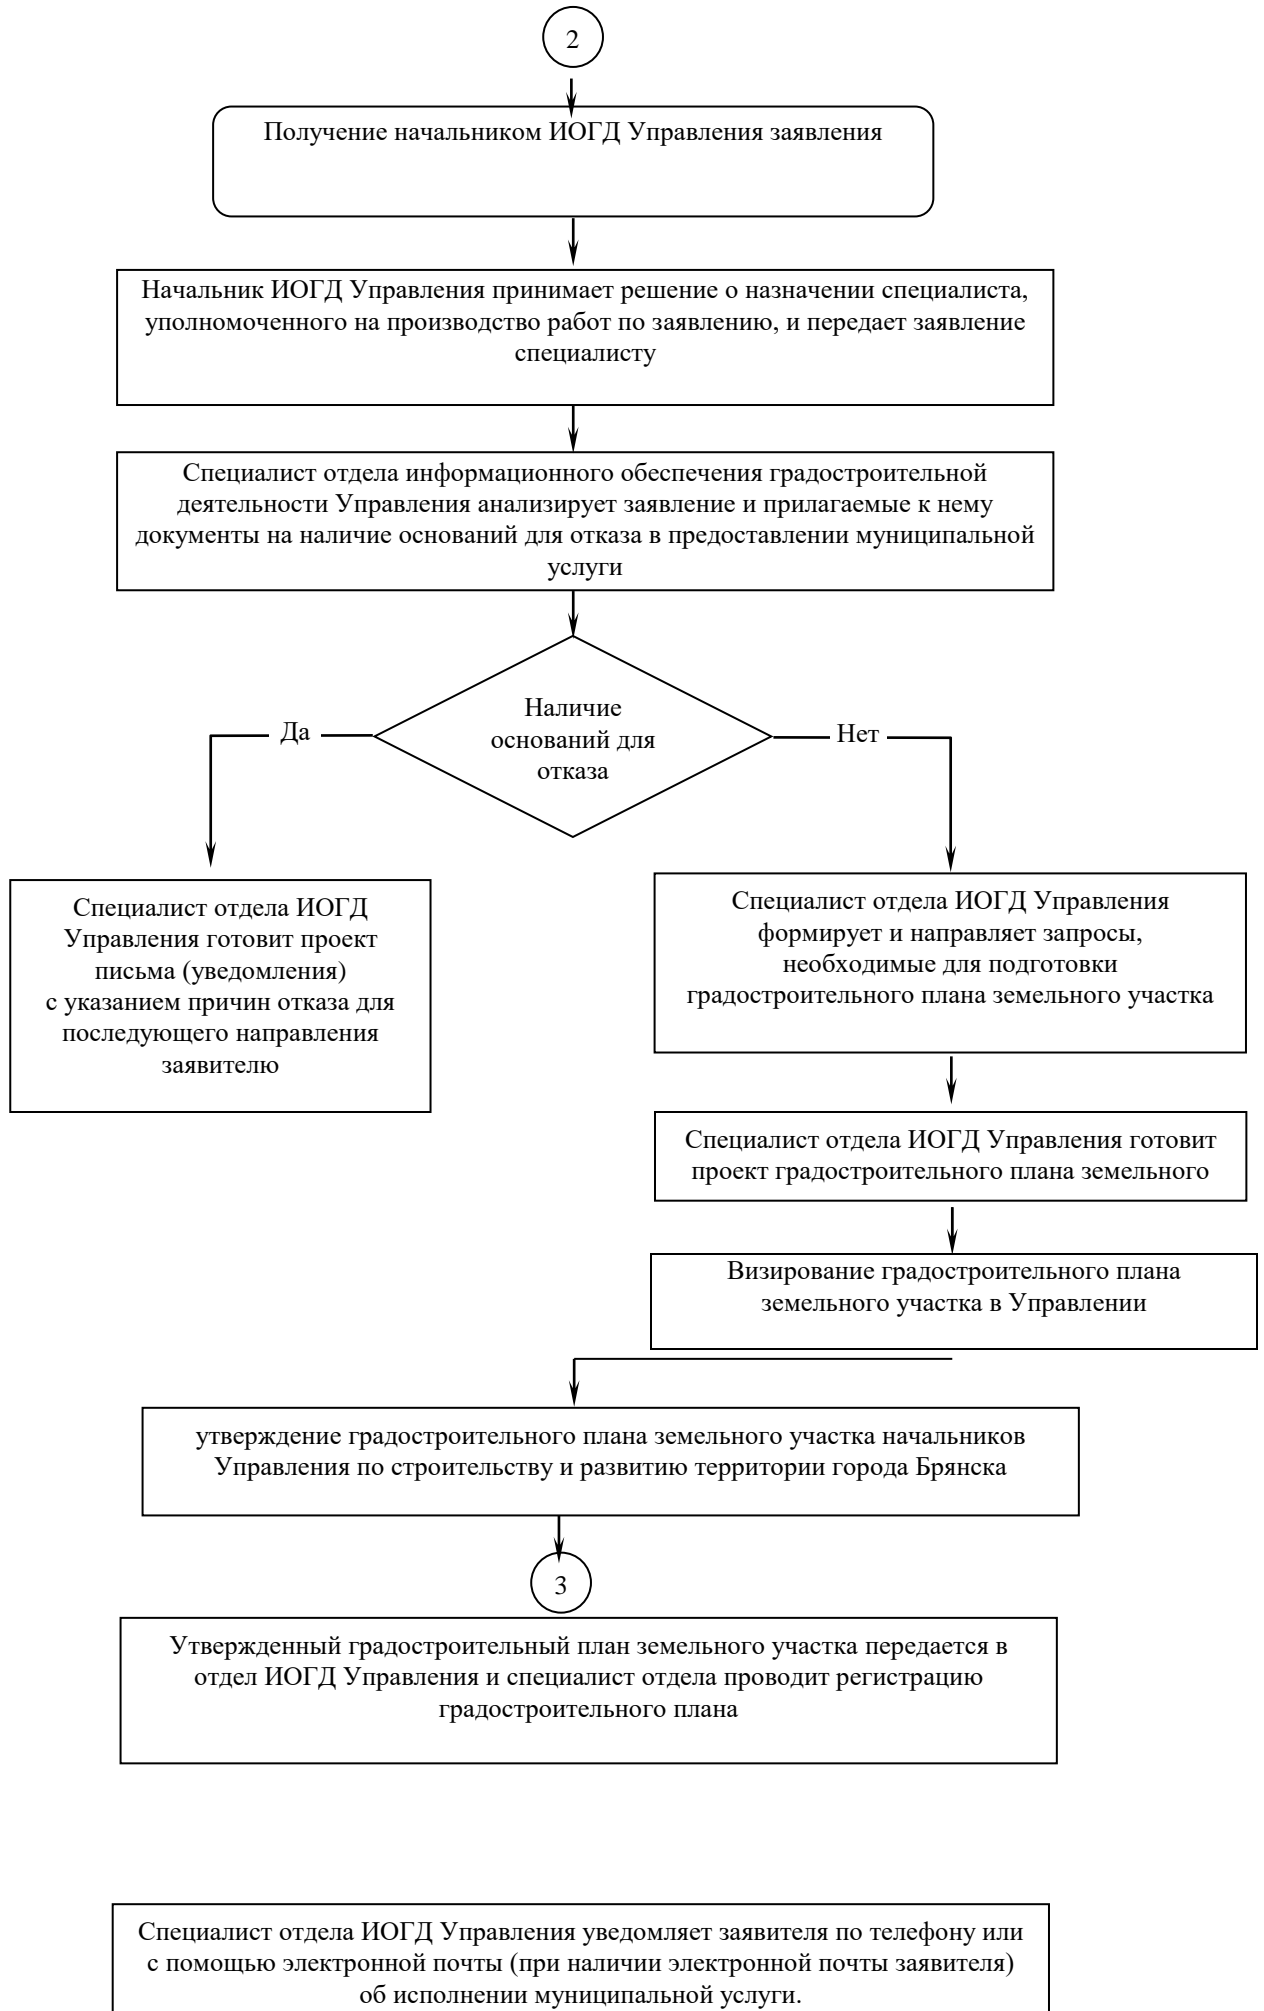 2
Получение начальником ИОГД Управления заявления
Начальник ИОГД Управления принимает решение о назначении специалиста,
уполномоченного на производство работ по заявлению, и передает заявление
специалисту
Специалист отдела информационного обеспечения градостроительной
деятельности Управления анализирует заявление и прилагаемые к нему
документы на наличие оснований для отказа в предоставлении муниципальной
услуги
Наличие
оснований для
отказа
Да
Нет
Специалист отдела ИОГД
Управления готовит проект
письма (уведомления)
с указанием причин отказа для
последующего направления
заявителю
Специалист отдела ИОГД Управления
формирует и направляет запросы,
необходимые для подготовки
градостроительного плана земельного участка
Специалист отдела ИОГД Управления готовит
проект градостроительного плана земельного
Визирование градостроительного плана
земельного участка в Управлении
утверждение градостроительного плана земельного участка начальников
Управления по строительству и развитию территории города Брянска
3
Утвержденный градостроительный план земельного участка передается в
отдел ИОГД Управления и специалист отдела проводит регистрацию
градостроительного плана
Специалист отдела ИОГД Управления уведомляет заявителя по телефону или
с помощью электронной почты (при наличии электронной почты заявителя)
об исполнении муниципальной услуги.